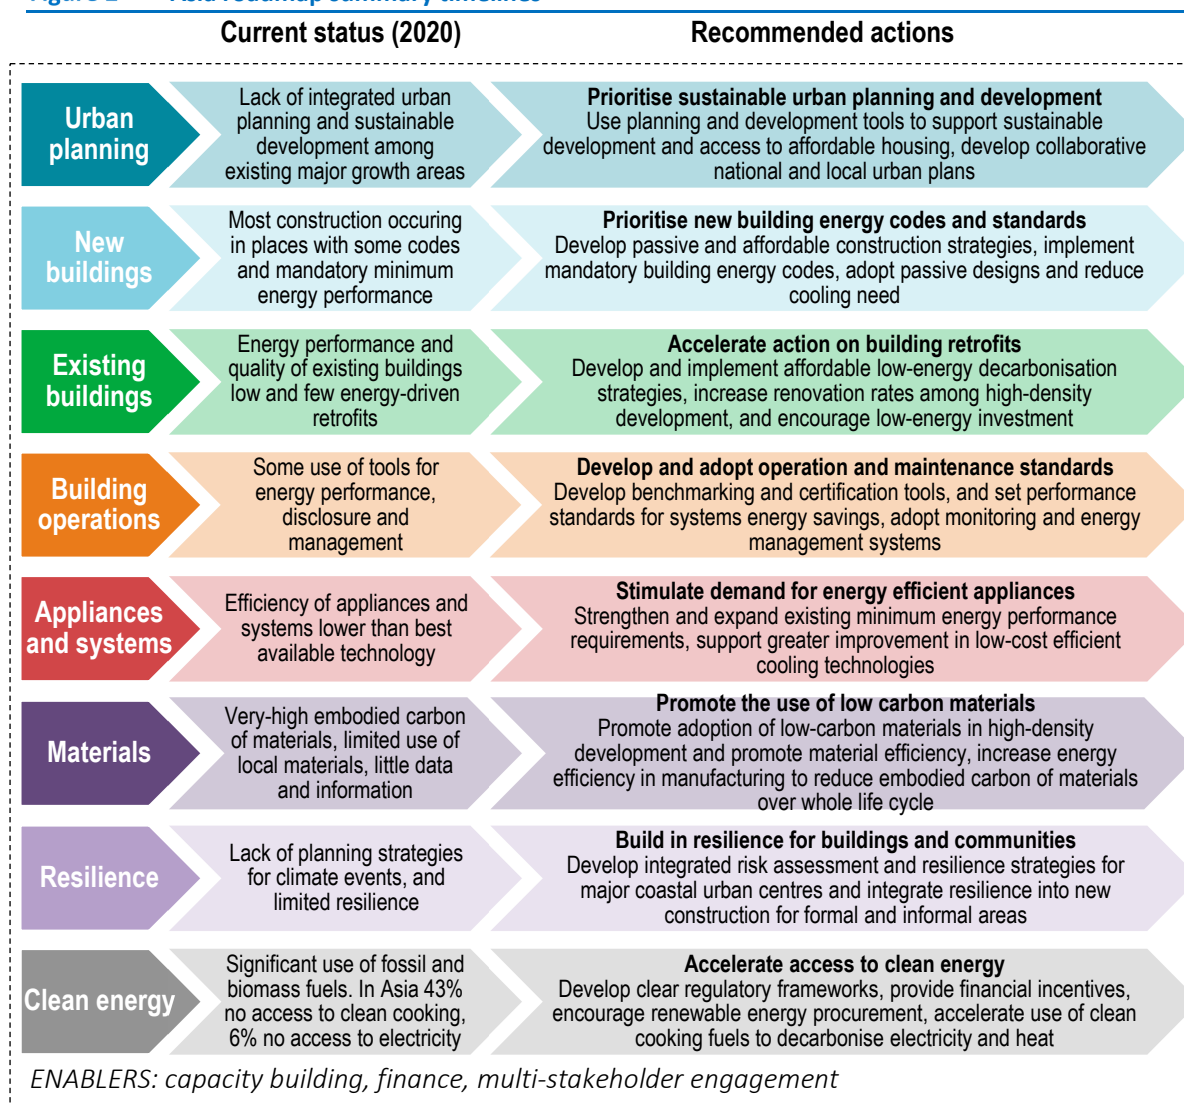 Figure 2 Asia roadmap summary timelines
Current status (2020)
Recommended actions
Urban
planning
Lack of integrated urban
planning and sustainable
development among
existing major growth areas
Prioritise sustainable urban planning and development
Use planning and development tools to support sustainable
development and access to affordable housing, develop collaborative
national and local urban plans
New
buildings
Most construction occuring
in places with some codes
and mandatory minimum
energy performance
Prioritise new building energy codes and standards
Develop passive and affordable construction strategies, implement
mandatory building energy codes, adopt passive designs and reduce
cooling need
Existing
buildings
Energy performance and
quality of existing buildings
low and few energy-driven
retrofits
Accelerate action on building retrofits
Develop and implement affordable low-energy decarbonisation
strategies, increase renovation rates among high-density
development, and encourage low-energy investment
Building
operations
Some use of tools for
energy performance,
disclosure and
management
Develop and adopt operation and maintenance standards
Develop benchmarking and certification tools, and set performance
standards for systems energy savings, adopt monitoring and energy
management systems
Appliances
and systems
Efficiency of appliances and
systems lower than best
available technology
Stimulate demand for energy efficient appliances
Strengthen and expand existing minimum energy performance
requirements, support greater improvement in low-cost efficient
cooling technologies
Materials
Very-high embodied carbon
of materials, limited use of
local materials, little data
and information
Promote the use of low carbon materials
Promote adoption of low-carbon materials in high-density
development and promote material efficiency, increase energy
efficiency in manufacturing to reduce embodied carbon of materials
over whole life cycle
Resilience
Lack of planning strategies
for climate events, and
limited resilience
Build in resilience for buildings and communities
Develop integrated risk assessment and resilience strategies for
major coastal urban centres and integrate resilience into new
construction for formal and informal areas
Clean energy
Significant use of fossil and
biomass fuels. In Asia 43%
no access to clean cooking,
6% no access to electricity
Accelerate access to clean energy
Develop clear regulatory frameworks, provide financial incentives,
encourage renewable energy procurement, accelerate use of clean
cooking fuels to decarbonise electricity and heat
ENABLERS: capacity building, finance, multi-stakeholder engagement